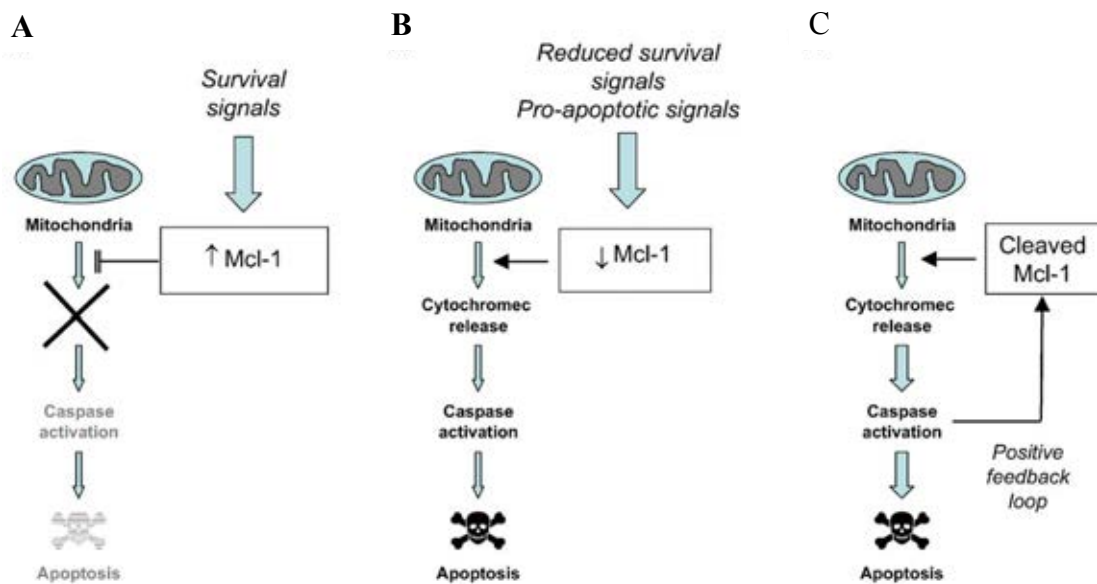 A
Survival
signals
Mitochondria
↑ Mcl-1
Caspase
activation
Apoptosis
B
Reduced survival
signals
Pro-apoptotic signals
Mitochondria
↓ Mcl-1
Cytochromec
release
Caspase
activation
Apoptosis
C
Mitochondria
Cleaved
Mcl-1
Cytochromec
release
Caspase
activation
Positive
feedback
loop
Apoptosis